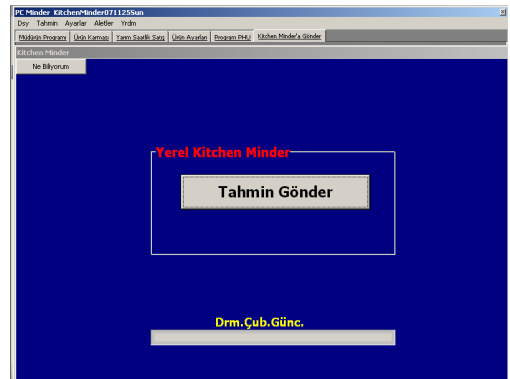 PC Minder KitchenMinder071125Sun
Dsy Tahmin Ayarlar Aletler Yrdm
Müdürün Programı Ürün Karması Yarım Saatlik Satış Ürün Ayarları Program PHU Kitchen Minder'a Gönder
Kitchen Minder
Ne Biliyorum
Yerel Kitchen Minder
Tahmin Gönder
Drm.Çub.Günc.